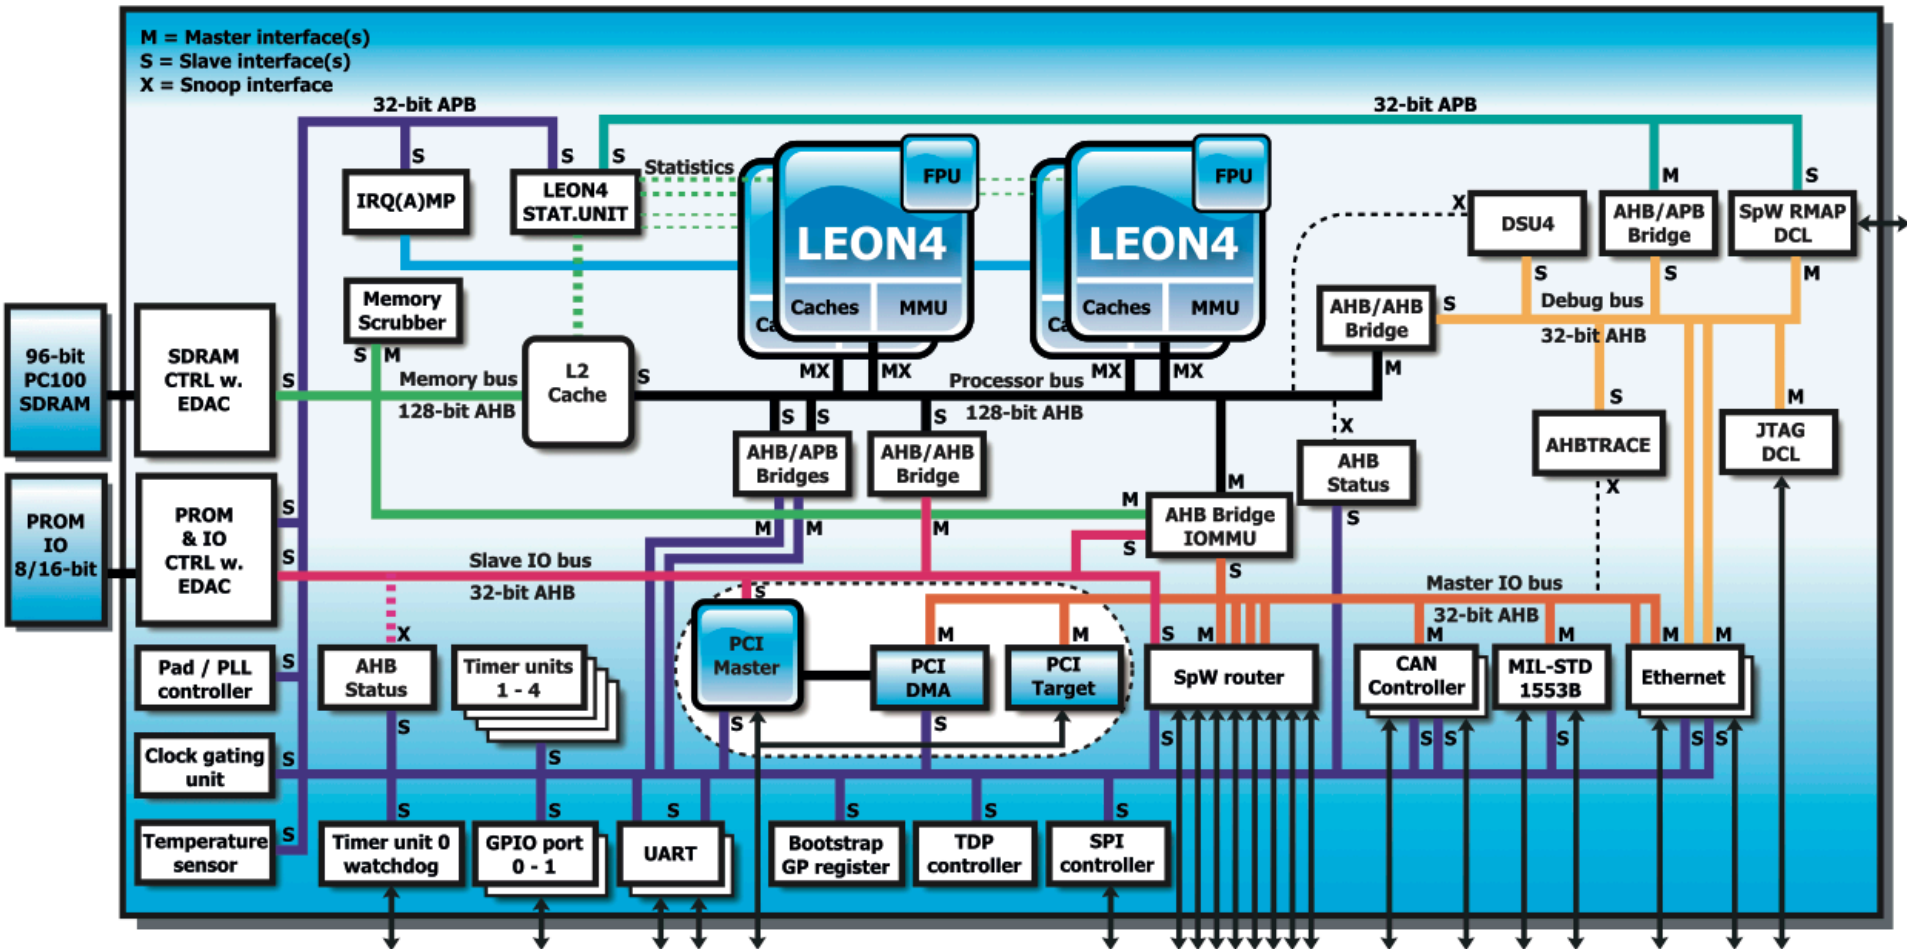 M = Master interface(s)
S = Slave interface(s)
X = Snoop interface
32-bit APB
32-bit APB
S
S
S
Statistics
IRQ(A)MP
LEON4
STAT.UNIT
FPU
LEON4
Caches
MMU
Ca
FPU
LEON4
Caches
MMU
Ca
X
DSU4
S
M
AHB/APB
Bridge
S
S
SpW RMAP
DCL
M
Memory
Scrubber
S
M
AHB/AHB
Bridge
S
M
Debug bus
32-bit AHB
96-bit
PC100
SDRAM
SDRAM
CTRL w.
EDAC
S
Memory bus
128-bit AHB
L2
Cache
S
MX
MX
Processor bus
128-bit AHB
MX
MX
S
S
AHB/APB
Bridges
M
M
S
AHB/AHB
Bridge
M
X
AHB
Status
S
S
AHBTRACE
X
M
JTAG
DCL
PROM
IO
8/16-bit
PROM
& IO
CTRL w.
EDAC
S
S
M
M
AHB Bridge
IOMMU
S
S
Slave IO bus
32-bit AHB
Master IO bus
32-bit AHB
Pad / PLL
controller
S
X
AHB
Status
S
Timer units
1 - 4
S
S
PCI
Master
S
M
PCI
DMA
S
M
PCI
Target
S
M
SpW router
S
M
CAN
Controller
S
S
M
MIL-STD
1553B
S
M
M
Ethernet
S
S
Clock gating
unit
S
Temperature
sensor
S
S
Timer unit 0
watchdog
S
GPIO port
0 - 1
S
UART
S
Bootstrap
GP register
S
TDP
controller
S
SPI
controller